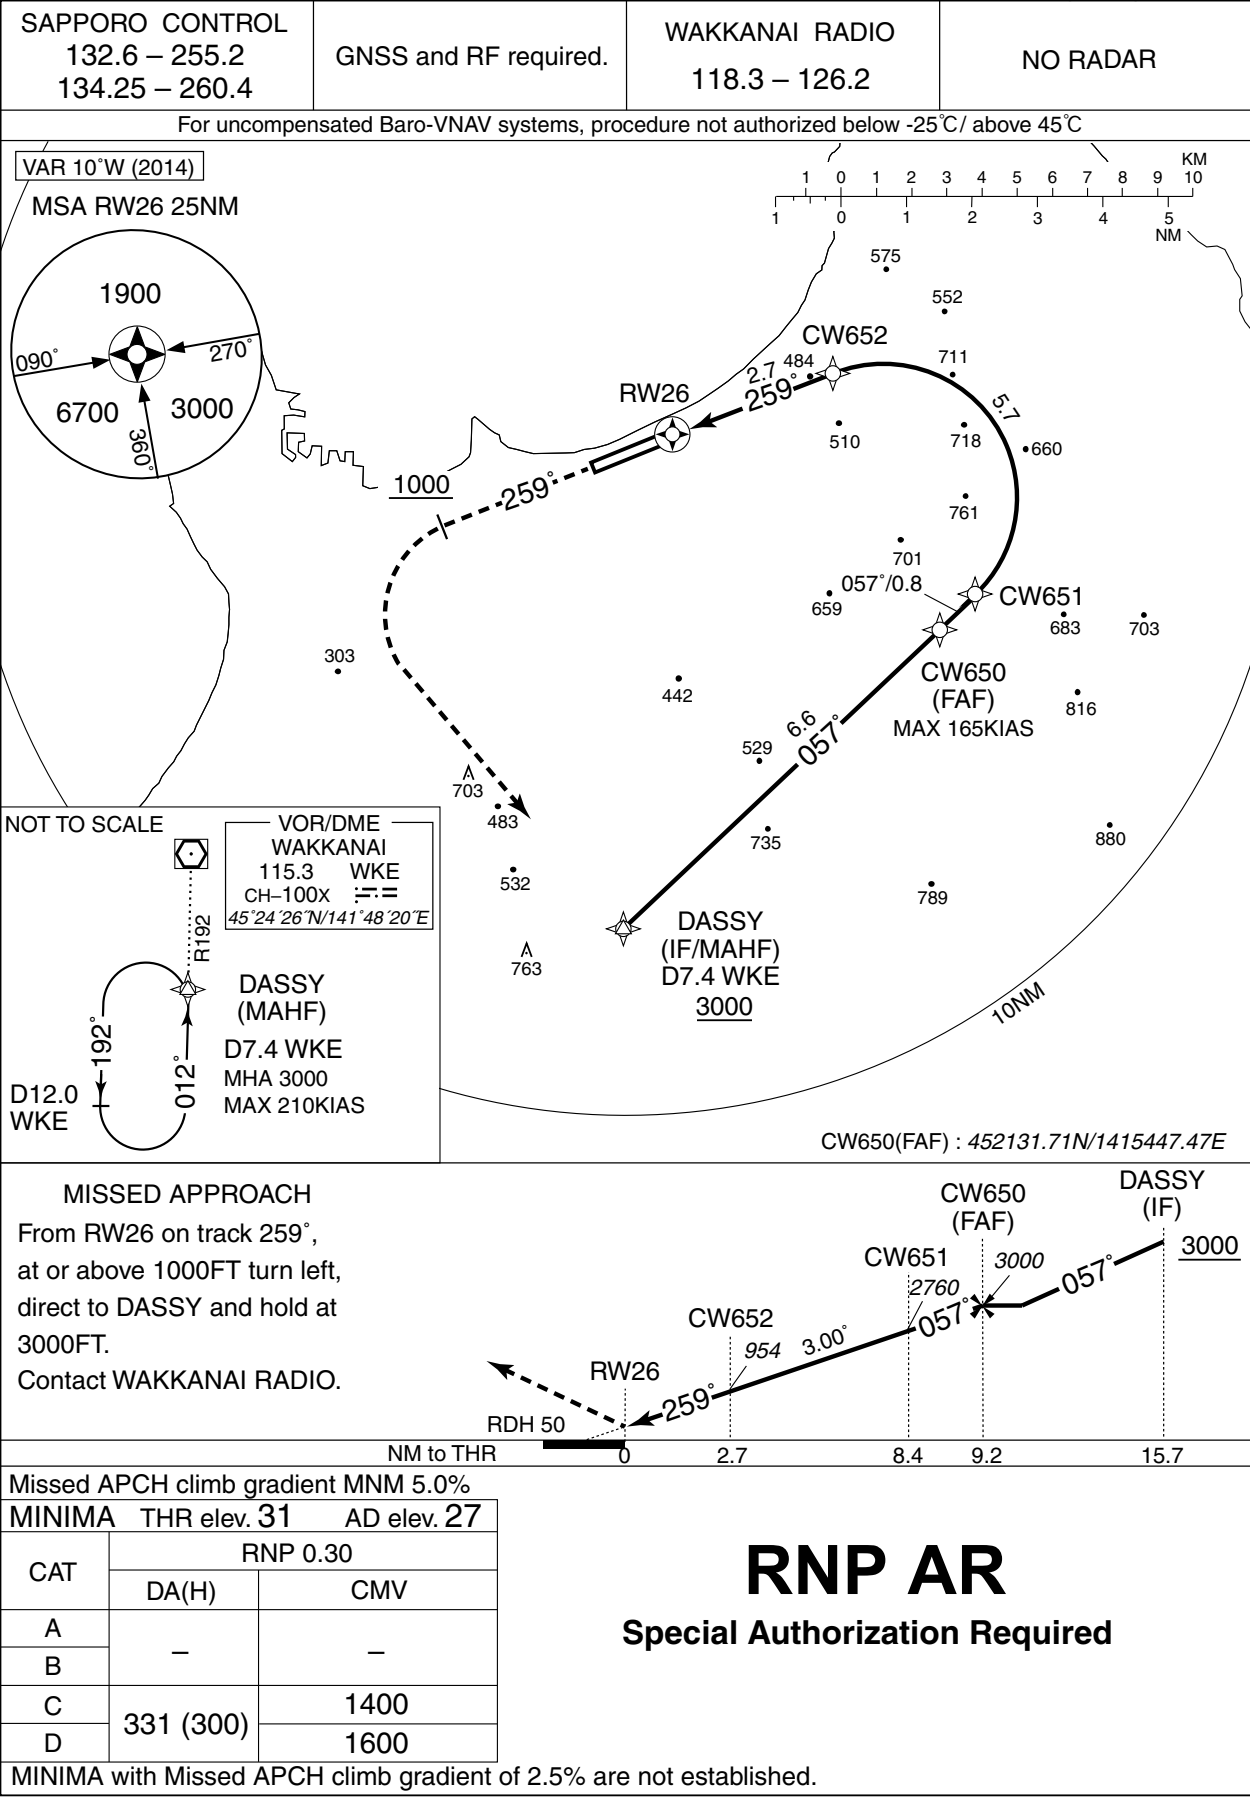 SAPPORO CONTROL
132.6 – 255.2
134.25 – 260.4
GNSS and RF required.
WAKKANAI RADIO
118.3 – 126.2
NO RADAR
For uncompensated Baro-VNAV systems, procedure not authorized below -25℃/ above 45℃
VAR 10˚W (2014)
MSA RW26 25NM
1900
090˚
270˚
6700
3000
360˚
KM
1 0 1 2 3 4 5 6 7 8 9 10
1 0 1 2 3 4 5
NM
575
552
CW652
484
711
2.7
259˚
RW26
5.7
510
718
660
1000
259˚
761
701
057˚/0.8
CW651
659
683
703
303
CW650
(FAF)
MAX 165KIAS
442
816
6.6
057˚
529
703
483
735
880
532
789
763
DASSY
(IF/MAHF)
D7.4 WKE
3000
10NM
NOT TO SCALE
VOR/DME
WAKKANAI
115.3 WKE
CH–100X
45˚24´26˝N/141˚48´20˝E
R192
DASSY
(MAHF)
192˚
012˚
D7.4 WKE
MHA 3000
MAX 210KIAS
D12.0
WKE
CW650(FAF) : 452131.71N/1415447.47E
MISSED APPROACH
From RW26 on track 259˚,
at or above 1000FT turn left,
direct to DASSY and hold at
3000FT.
Contact WAKKANAI RADIO.
DASSY
(IF)
CW650
(FAF)
3000
CW651
3000
2760
057˚
057˚
CW652
954
3.00˚
RW26
259˚
RDH 50
NM to THR
0 2.7 8.4 9.2 15.7
Missed APCH climb gradient MNM 5.0%
MINIMA THR elev. 31 AD elev. 27
CAT
RNP 0.30
DA(H) CMV
A
– –
B
C
331 (300)
1400
D
1600
MINIMA with Missed APCH climb gradient of 2.5% are not established.
RNP AR
Special Authorization Required